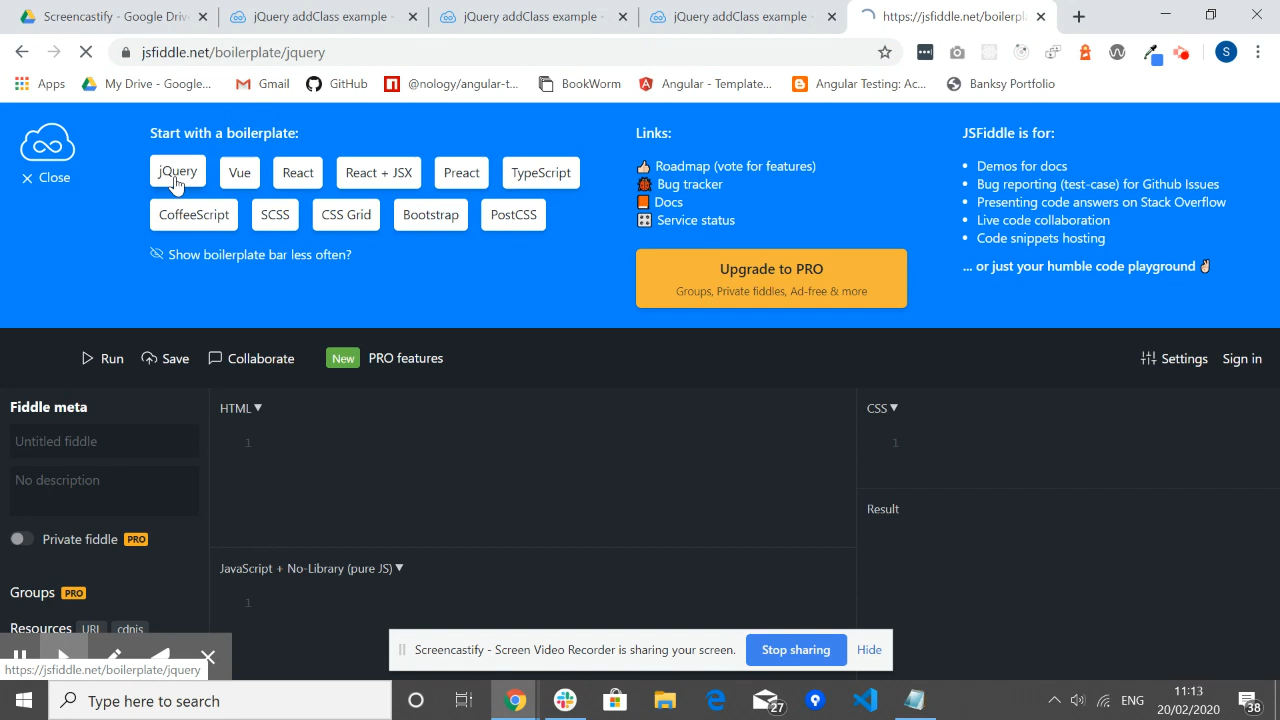 Screencastify - Google Drive
jQuery addClass example -
jQuery addClass example -
jQuery addClass example -
https://jsfiddle.net/boilerpla
jsfiddle.net/boilerplate/jquery
S
Apps
My Drive - Google...
Gmail
GitHub
@nology/angular-t...
BookWorm
Angular - Template...
Angular Testing: Ac...
Banksy Portfolio
Start with a boilerplate:
Links:
JSFiddle is for:
Close
jQuery
Vue
React
React + JSX
Preact
TypeScript
CoffeeScript
SCSS
CSS Grid
Bootstrap
PostCSS
Show boilerplate bar less often?
Roadmap (vote for features)
Bug tracker
Docs
Service status
Upgrade to PRO
Groups, Private fiddles, Ad-free & more
Demos for docs
Bug reporting (test-case) for Github Issues
Presenting code answers on Stack Overflow
Live code collaboration
Code snippets hosting
... or just your humble code playground ✌
Run
Save
Collaborate
New
PRO features
Settings
Sign in
Fiddle meta
Untitled fiddle
No description
Private fiddle PRO
Groups PRO
Resources URL cdnjs
HTML ▼
1
CSS ▼
1
Result
JavaScript + No-Library (pure JS) ▼
1
Screencastify - Screen Video Recorder is sharing your screen.
Stop sharing
Hide
https://jsfiddle.net/boilerplate/jquery
Type here to search
27
ENG
11:13
20/02/2020
38